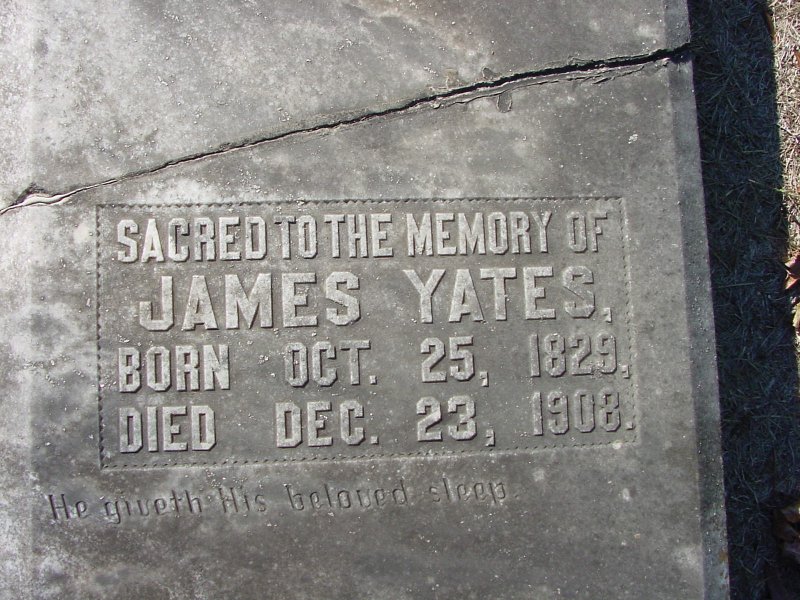 SACRED TO THE MEMORY OF
JAMES YATES,
BORN OCT. 25, 1829,
DIED DEC. 23, 1908.
He giveth His beloved sleep.